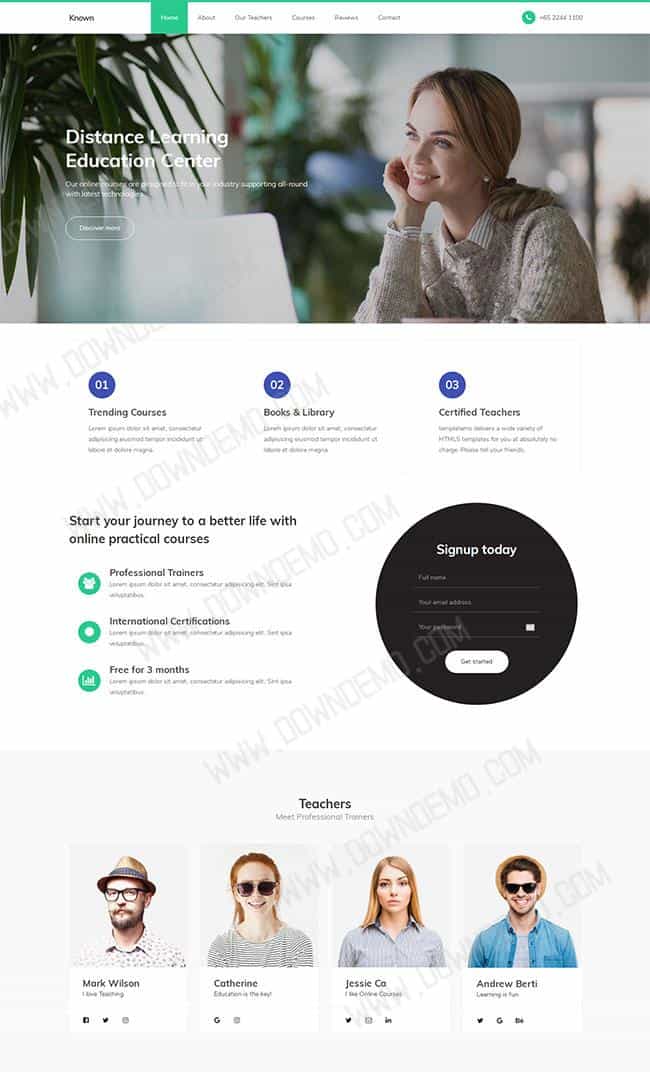 Known
Home
About
Our Teachers
Courses
Reviews
Contact
+65 2244 1100
Distance Learning
Education Center
Our online courses are designed to fit in your industry supporting all-round
with latest technologies.
Discover more
01
Trending Courses
Lorem ipsum dolor sit amet, consectetur
adipisicing eiusmod tempor incididunt ut
labore et dolore magna.
02
Books & Library
Lorem ipsum dolor sit amet, consectetur
adipisicing eiusmod tempor incididunt ut
labore et dolore magna.
03
Certified Teachers
templatemo delivers a wide variety of
HTML5 templates for you at absolutely no
charge. Please tell your friends.
Start your journey to a better life with
online practical courses
Professional Trainers
Lorem ipsum dolor sit amet, consectetur adipisicing elit. Sint ipsa
voluptatibus.
International Certifications
Lorem ipsum dolor sit amet, consectetur adipisicing elit. Sint ipsa
voluptatibus.
Free for 3 months
Lorem ipsum dolor sit amet, consectetur adipisicing elit. Sint ipsa
voluptatibus.
Signup today
Full name
Your email address
Your password
Get started
Teachers
Meet Professional Trainers
Mark Wilson
I love Teaching
Catherine
Education is the key!
Jessie Ca
I like Online Courses
Andrew Berti
Learning is fun
WWW.DOWNDEMO.COM
WWW.DOWNDEMO.COM
WWW.DOWNDEMO.COM
WWW.DOWNDEMO.COM